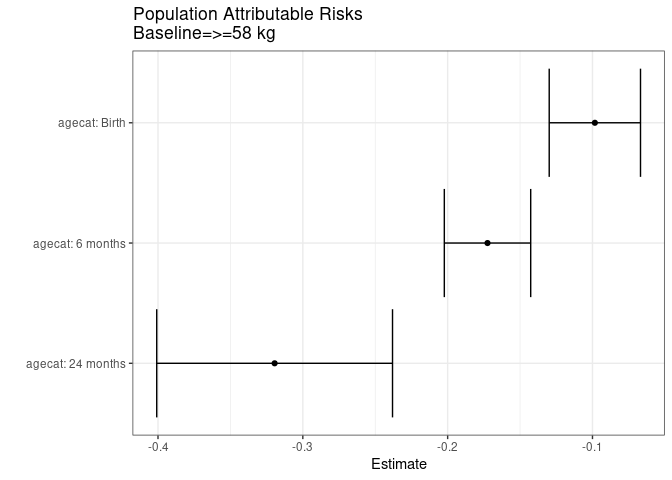 Population Attributable Risks
Baseline=>=58 kg
agecat: Birth
agecat: 6 months
agecat: 24 months
-0.4 -0.3 -0.2 -0.1
Estimate